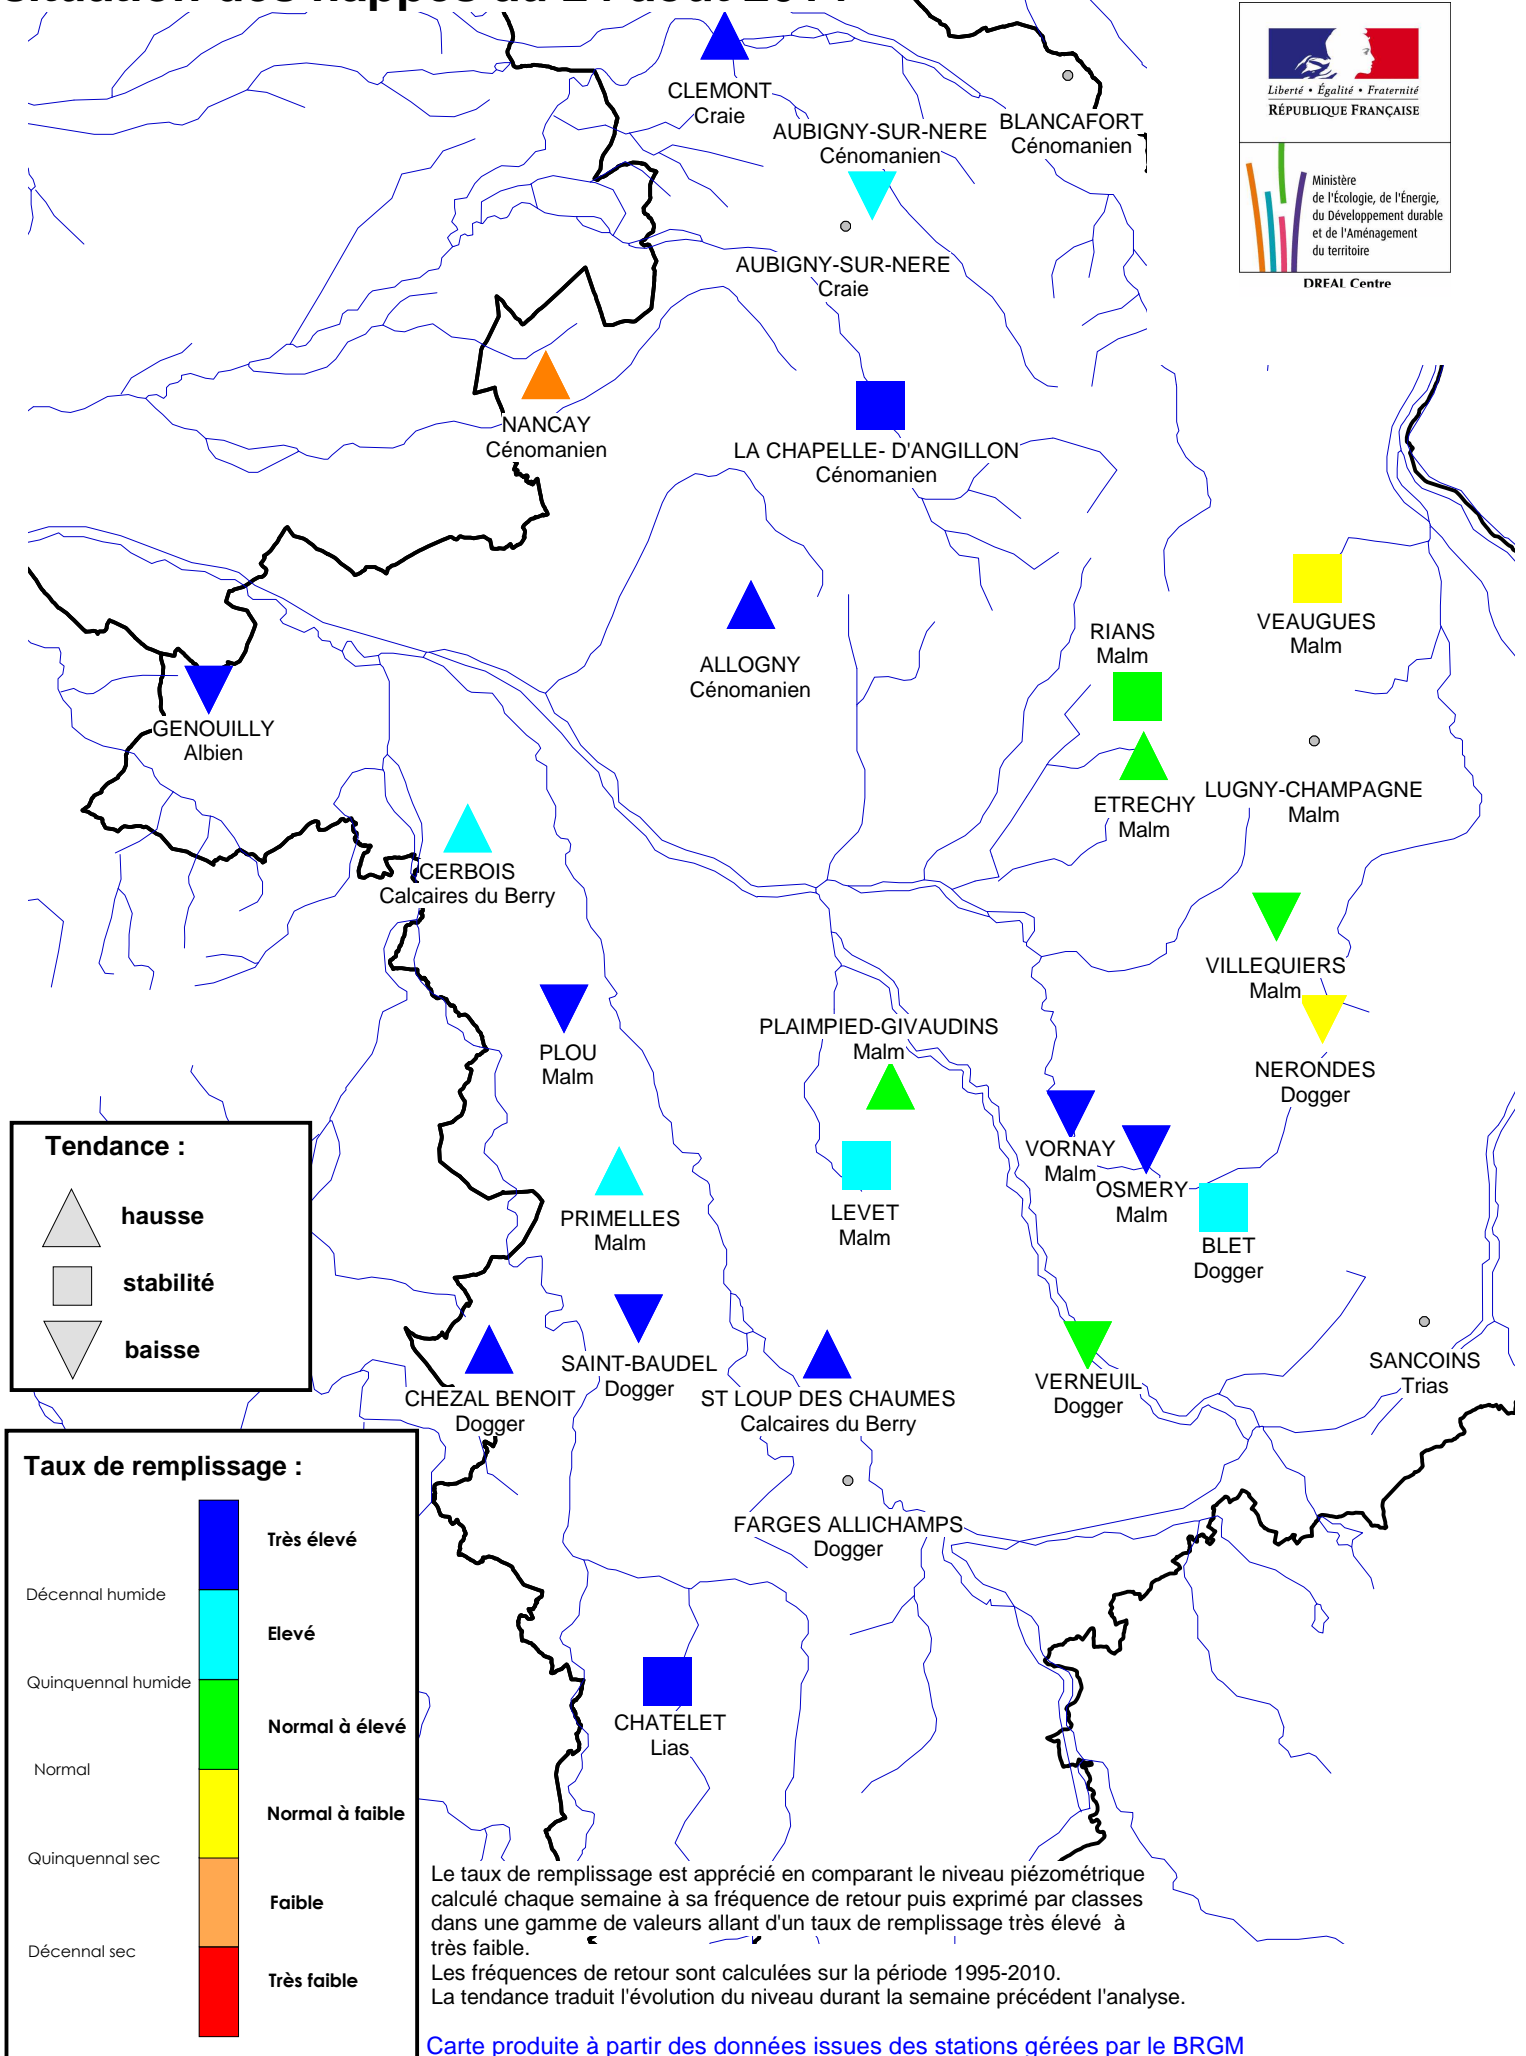 CLEMONT
Craie
AUBIGNY-SUR-NERE
Cénomanien
BLANCAFORT
Cénomanien
Liberté • Égalité • Fraternité
RÉPUBLIQUE FRANÇAISE
Ministère
de l'Écologie, de l'Énergie,
du Développement durable
et de l'Aménagement
du territoire
DREAL Centre
AUBIGNY-SUR-NERE
Craie
NANCAY
Cénomanien
LA CHAPELLE- D'ANGILLON
Cénomanien
VEAUGUES
Malm
RIANS
Malm
ALLOGNY
Cénomanien
GENOUILLY
Albien
ETRECHY
Malm
LUGNY-CHAMPAGNE
Malm
CERBOIS
Calcaires du Berry
VILLEQUIERS
Malm
PLAIMPIED-GIVAUDINS
Malm
PLOU
Malm
NERONDES
Dogger
VORNAY
Malm
OSMERY
Malm
PRIMELLES
Malm
LEVET
Malm
BLET
Dogger
Tendance :
hausse
stabilité
baisse
SAINT-BAUDEL
Dogger
CHEZAL BENOIT
Dogger
ST LOUP DES CHAUMES
Calcaires du Berry
VERNEUIL
Dogger
SANCOINS
Trias
FARGES ALLICHAMPS
Dogger
CHATELET
Lias
Taux de remplissage :
Très élevé
Décennal humide
Elevé
Quinquennal humide
Normal à élevé
Normal
Normal à faible
Quinquennal sec
Faible
Décennal sec
Très faible
Le taux de remplissage est apprécié en comparant le niveau piézométrique
calculé chaque semaine à sa fréquence de retour puis exprimé par classes
dans une gamme de valeurs allant d'un taux de remplissage très élevé à
très faible.
Les fréquences de retour sont calculées sur la période 1995-2010.
La tendance traduit l'évolution du niveau durant la semaine précédent l'analyse.
Carte produite à partir des données issues des stations gérées par le BRGM